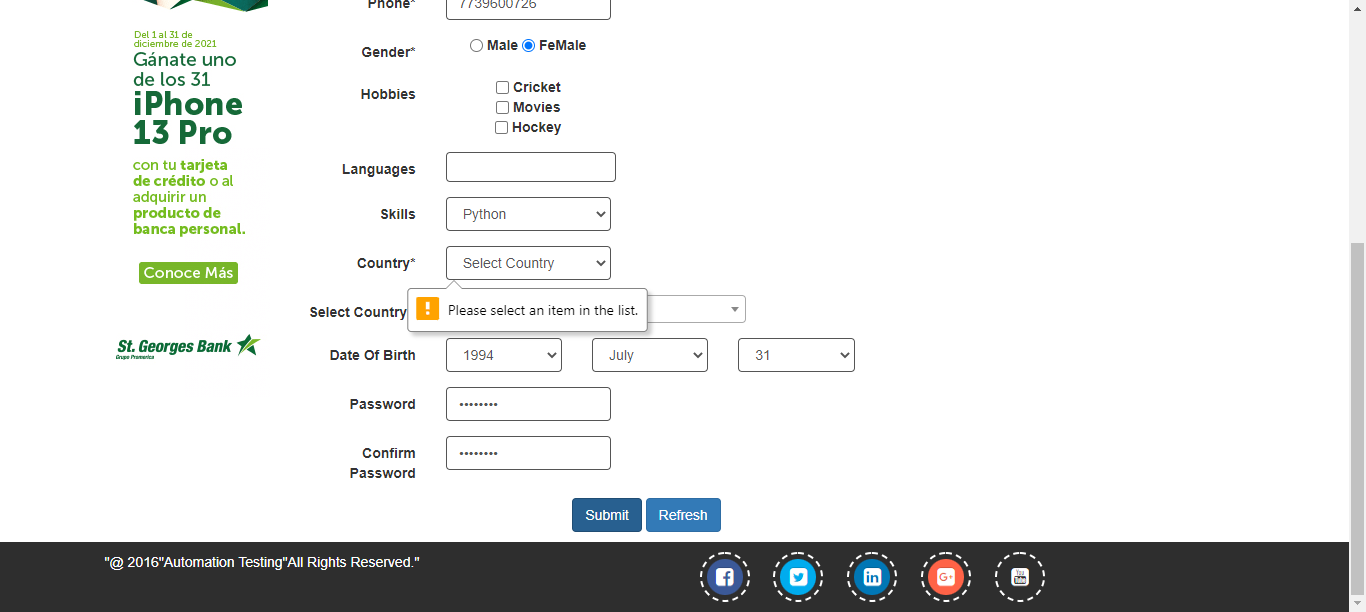 Phone*
7739600726
Del 1 al 31 de
diciembre de 2021
Gánate uno
de los 31
iPhone
13 Pro
con tu tarjeta
de crédito o al
adquirir un
producto de
banca personal.
Conoce Más
St. Georges Bank
Grupo Promerica
Gender*
Male FeMale
Hobbies
Cricket
Movies
Hockey
Languages
Skills
Python
Country*
Select Country
Please select an item in the list.
Select Country
Date Of Birth
1994 July 31
Password
••••••••
Confirm
Password
••••••••
Submit Refresh
"@ 2016"Automation Testing"All Rights Reserved."
f
in
G+
You
Tube